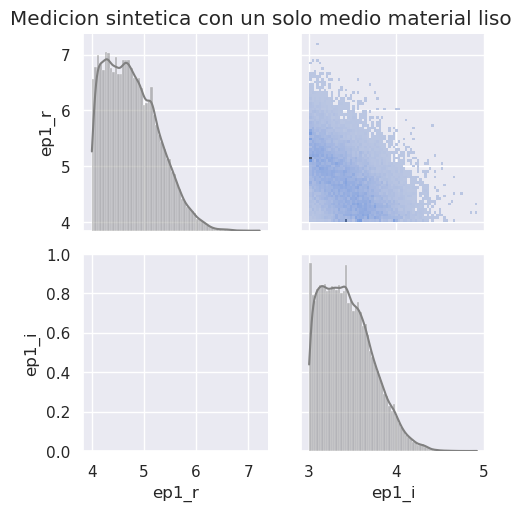 Medicion sintetica con un solo medio material liso
7
6
5
4
ep1_r
1.0
0.8
0.6
0.4
0.2
0.0
ep1_i
4 5 6 7
3 4 5
ep1_r ep1_i